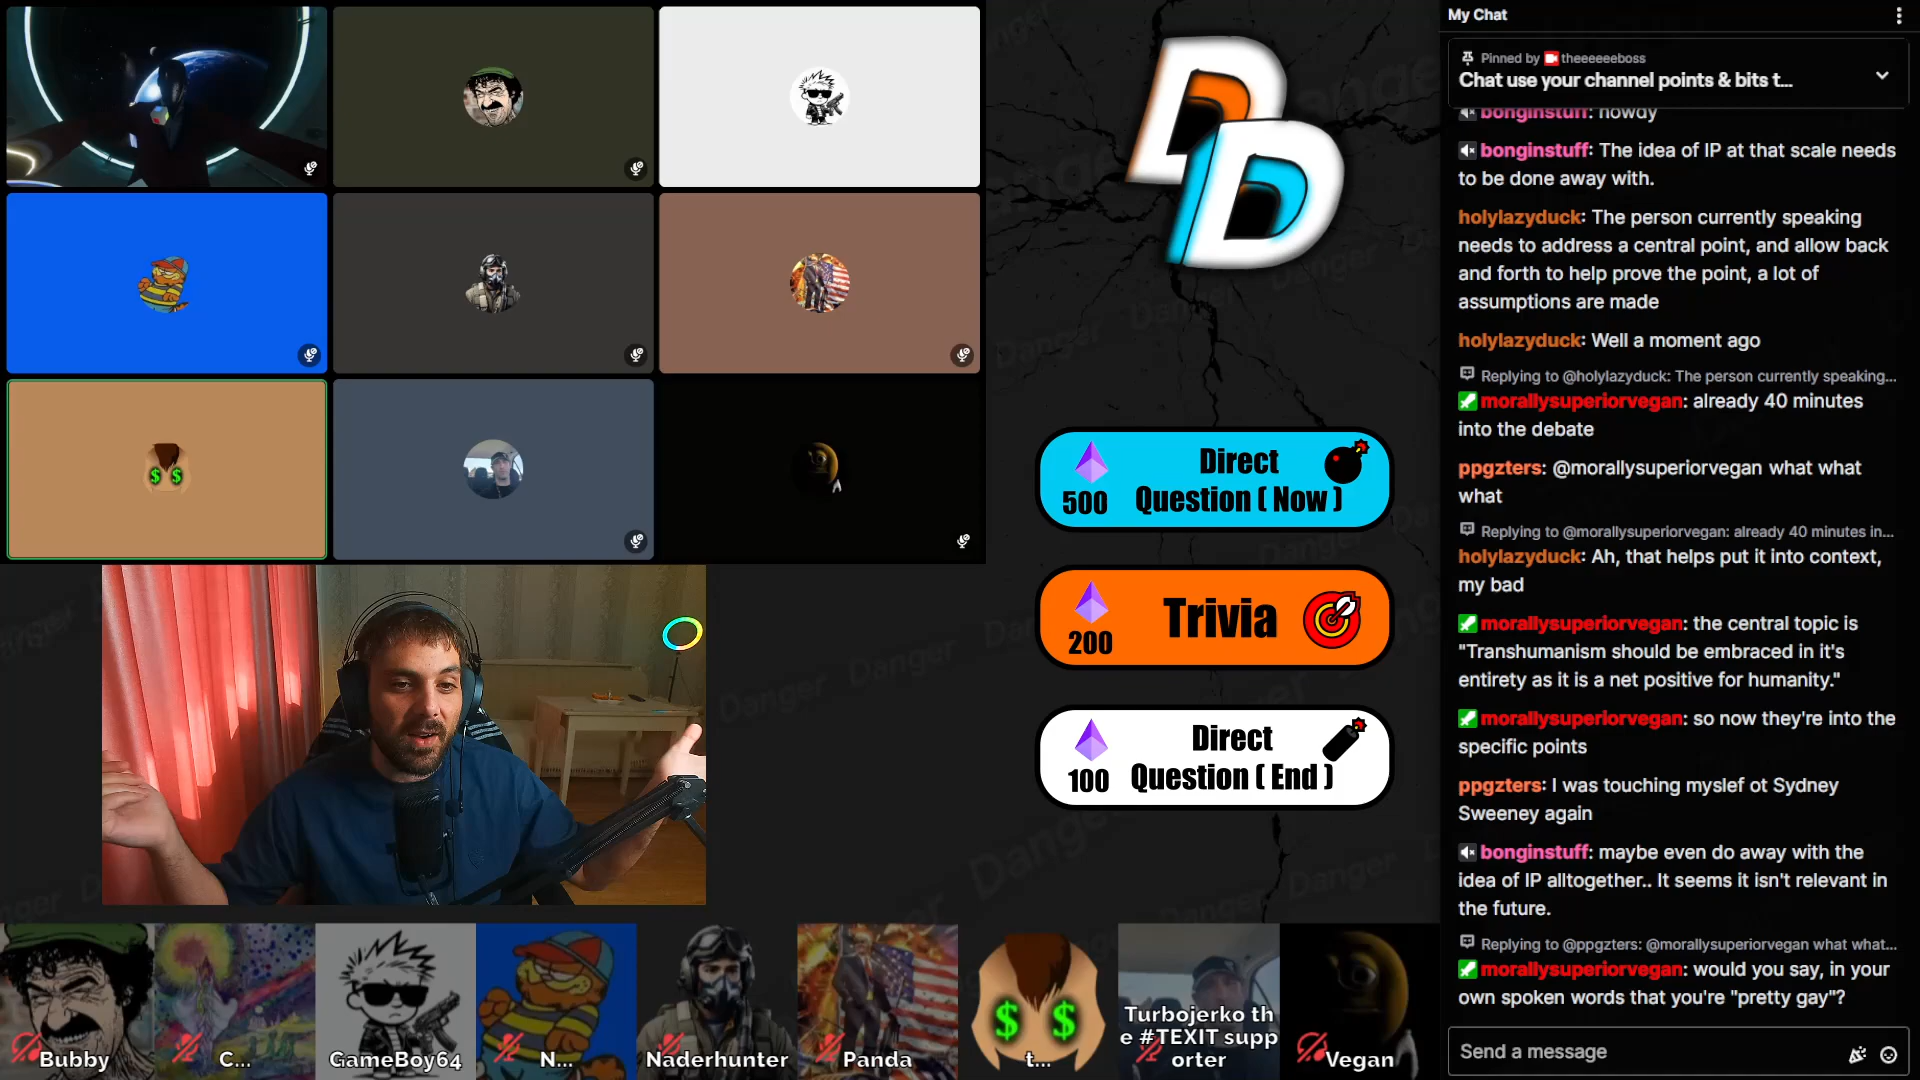 My Chat
Pinned by theeeeeeboss
Chat use your channel points & bits t...
bonginstuff: howdy
bonginstuff: The idea of IP at that scale needs
to be done away with.
holylazyduck: The person currently speaking
needs to address a central point, and allow back
and forth to help prove the point, a lot of
assumptions are made
holylazyduck: Well a moment ago
Replying to @holylazyduck: The person currently speaking...
morallysuperiorvegan: already 40 minutes
into the debate
ppgzters: @morallysuperiorvegan what what
what
Replying to @morallysuperiorvegan: already 40 minutes in...
holylazyduck: Ah, that helps put it into context,
my bad
morallysuperiorvegan: the central topic is
"Transhumanism should be embraced in it's
entirety as it is a net positive for humanity."
morallysuperiorvegan: so now they're into the
specific points
ppgzters: I was touching myslef ot Sydney
Sweeney again
bonginstuff: maybe even do away with the
idea of IP alltogether.. It seems it isn't relevant in
the future.
Replying to @ppgzters: @morallysuperiorvegan what what...
morallysuperiorvegan: would you say, in your
own spoken words that you're "pretty gay"?
Send a message
DD
500
Direct
Question ( Now )
200
Trivia
100
Direct
Question ( End )
Danger Danger Danger
Bubby
C...
GameBoy64
N...
Naderhunter
Panda
t...
Turbojerko th
e #TEXIT supp
orter
Vegan